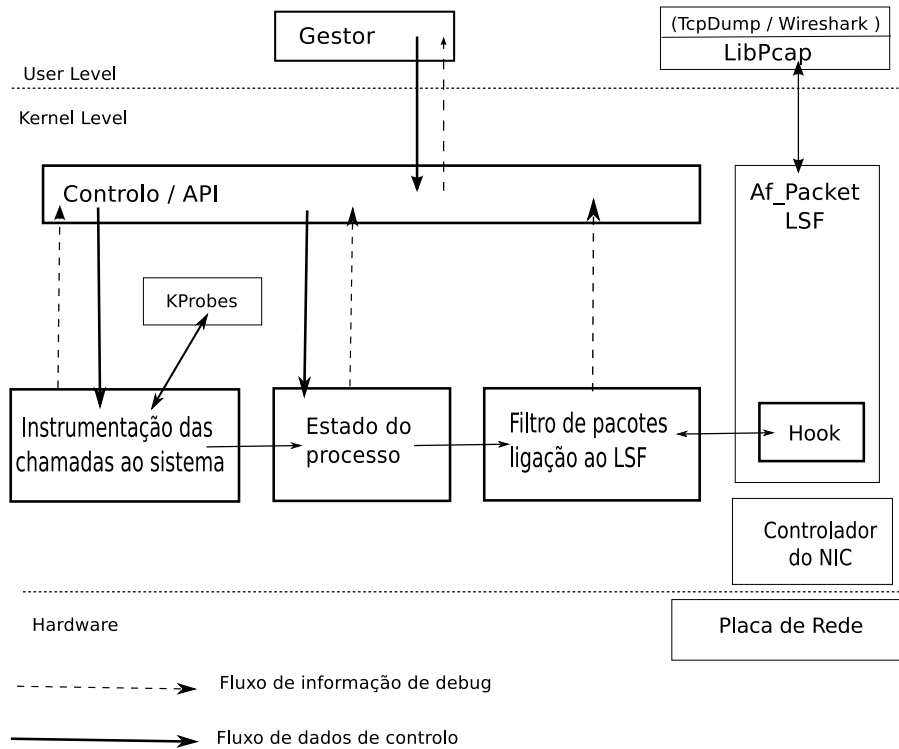 Gestor
(TcpDump / Wireshark )
LibPcap
User Level
Kernel Level
Controlo / API
Af_Packet
LSF
KProbes
Instrumentação das
chamadas ao sistema
Estado do
processo
Filtro de pacotes
ligação ao LSF
Hook
Controlador
do NIC
Hardware
Placa de Rede
Fluxo de informação de debug
Fluxo de dados de controlo